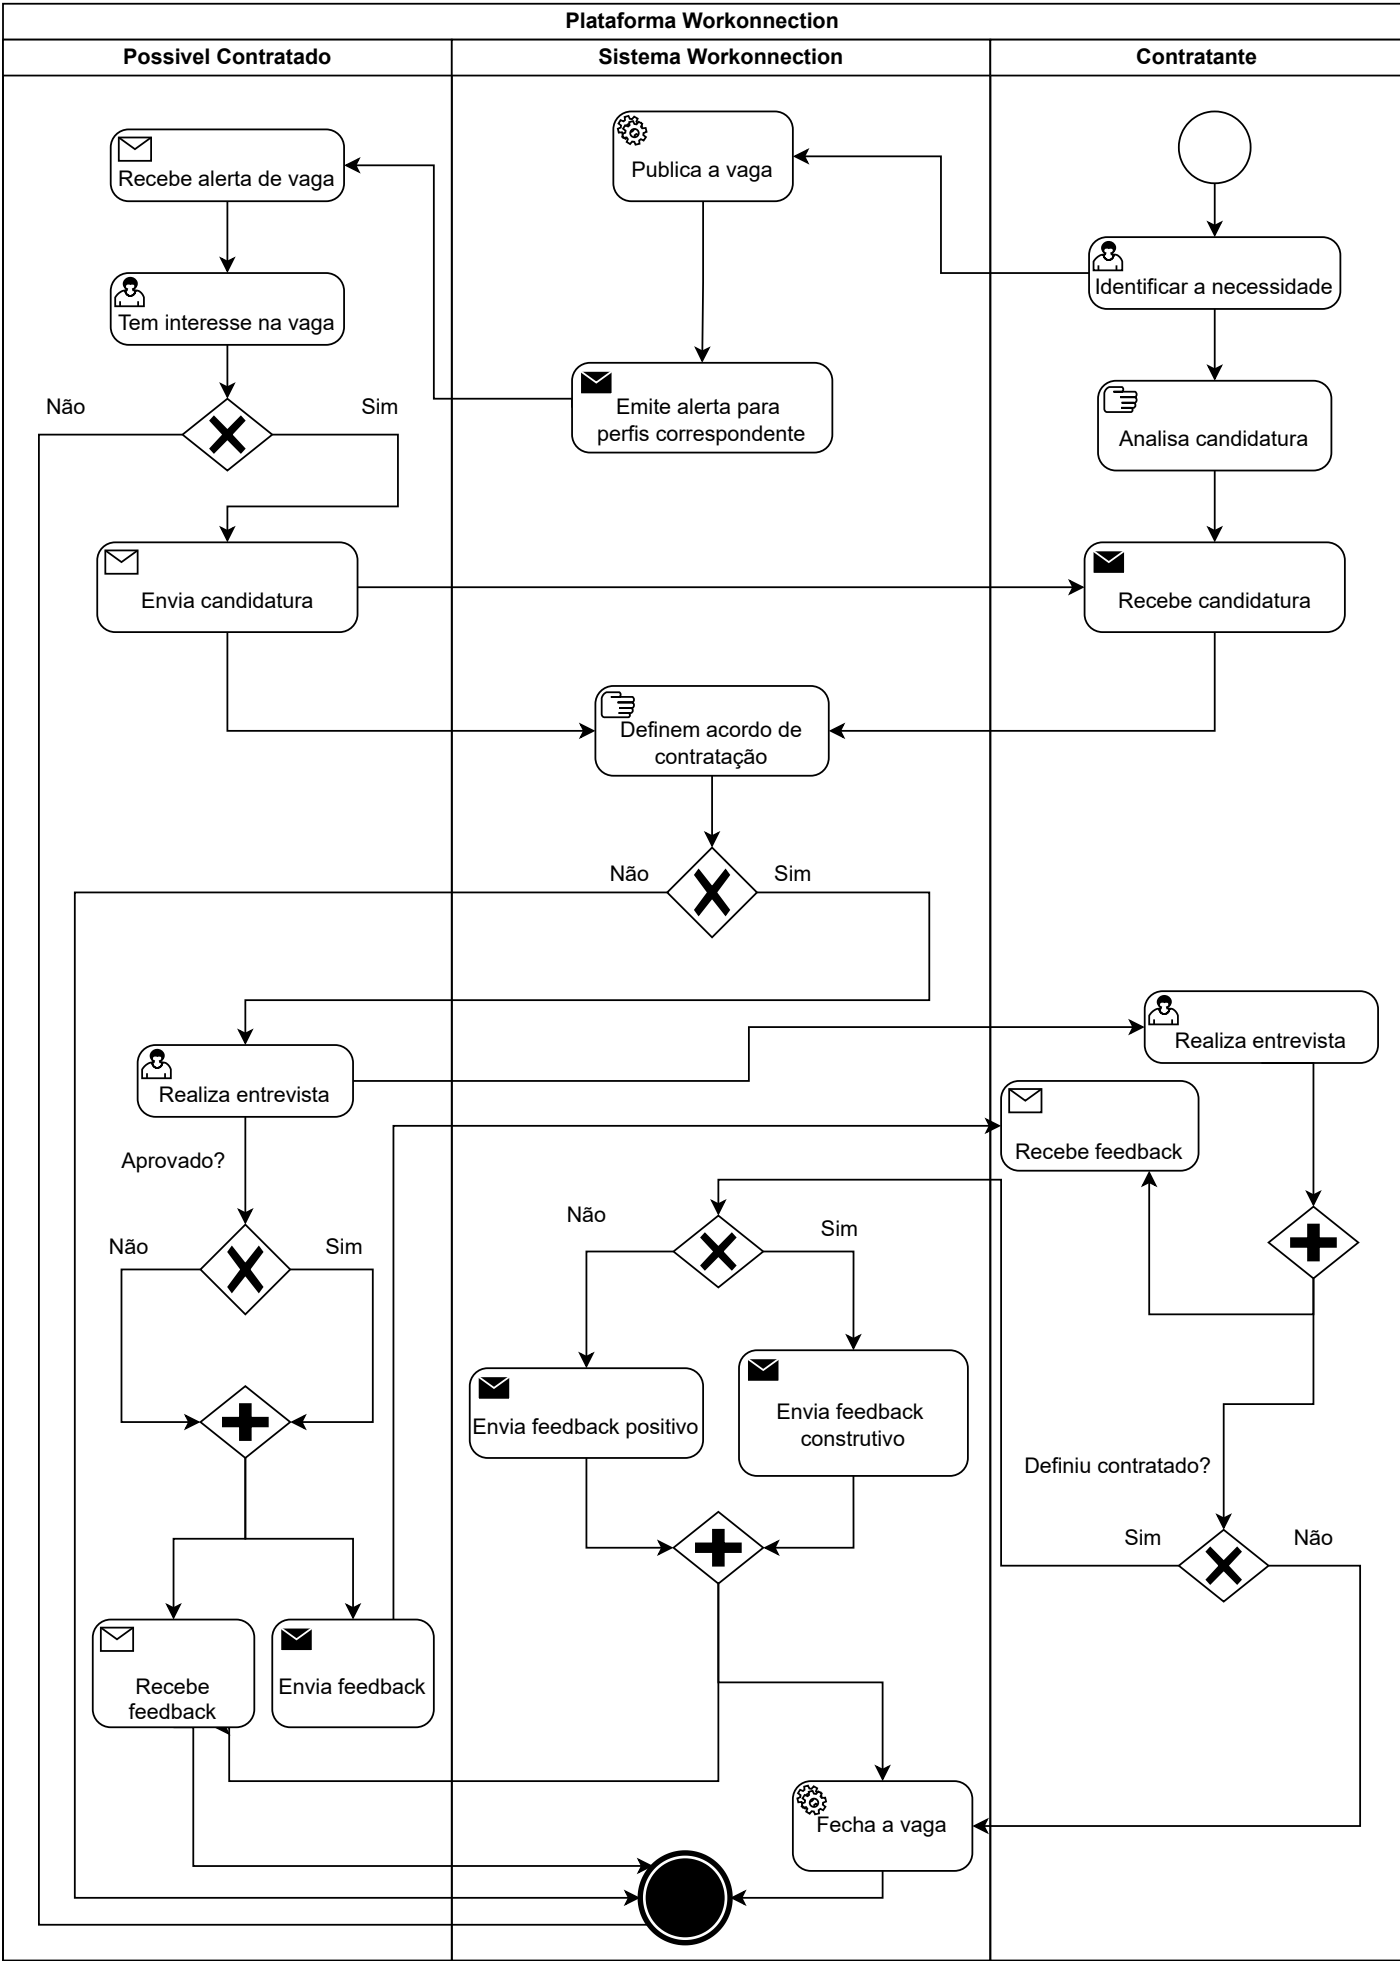 Plataforma Workonnection
Possivel Contratado
Sistema Workonnection
Contratante
Recebe alerta de vaga
Publica a vaga
Identificar a necessidade
Tem interesse na vaga
Não
Sim
Emite alerta para
perfis correspondente
Analisa candidatura
Envia candidatura
Recebe candidatura
Definem acordo de
contratação
Não
Sim
Realiza entrevista
Realiza entrevista
Aprovado?
Recebe feedback
Não
Sim
Não
Sim
Envia feedback positivo
Envia feedback
construtivo
Definiu contratado?
Sim
Não
Recebe
feedback
Envia feedback
Fecha a vaga